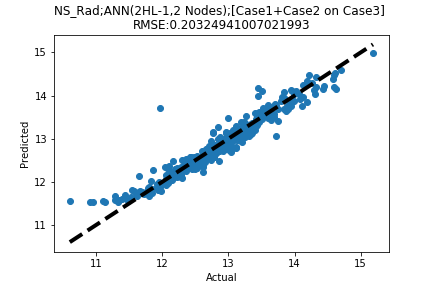 NS_Rad;ANN(2HL-1,2 Nodes);[Case1+Case2 on Case3]
RMSE:0.20324941007021993
15
14
13
12
11
Predicted
11
12
13
14
15
Actual